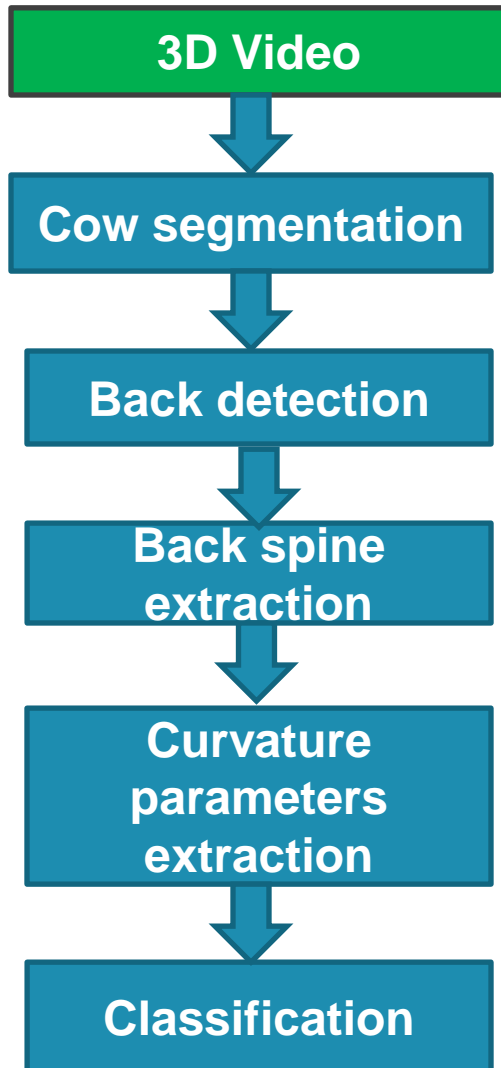 3D Video
Cow segmentation
Back detection
Back spine
extraction
Curvature
parameters
extraction
Classification